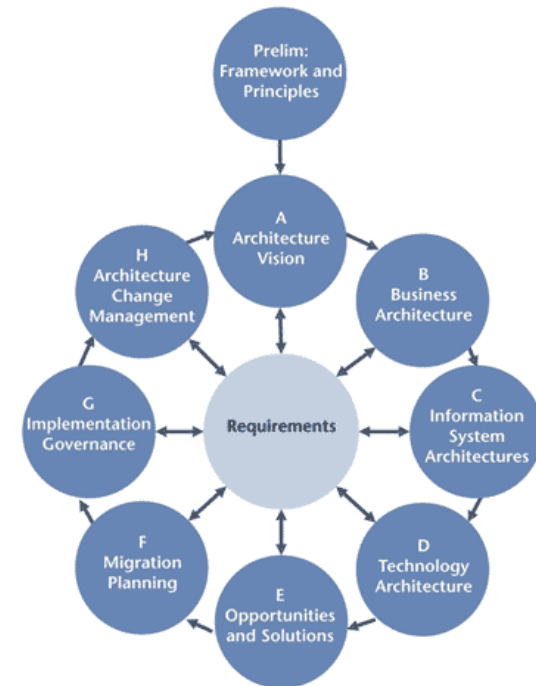 Prelim:
Framework and
Principles
A
Architecture
Vision
H
Architecture
Change
Management
B
Business
Architecture
G
Implementation
Governance
Requirements
C
Information
System
Architectures
F
Migration
Planning
D
Technology
Architecture
E
Opportunities
and Solutions